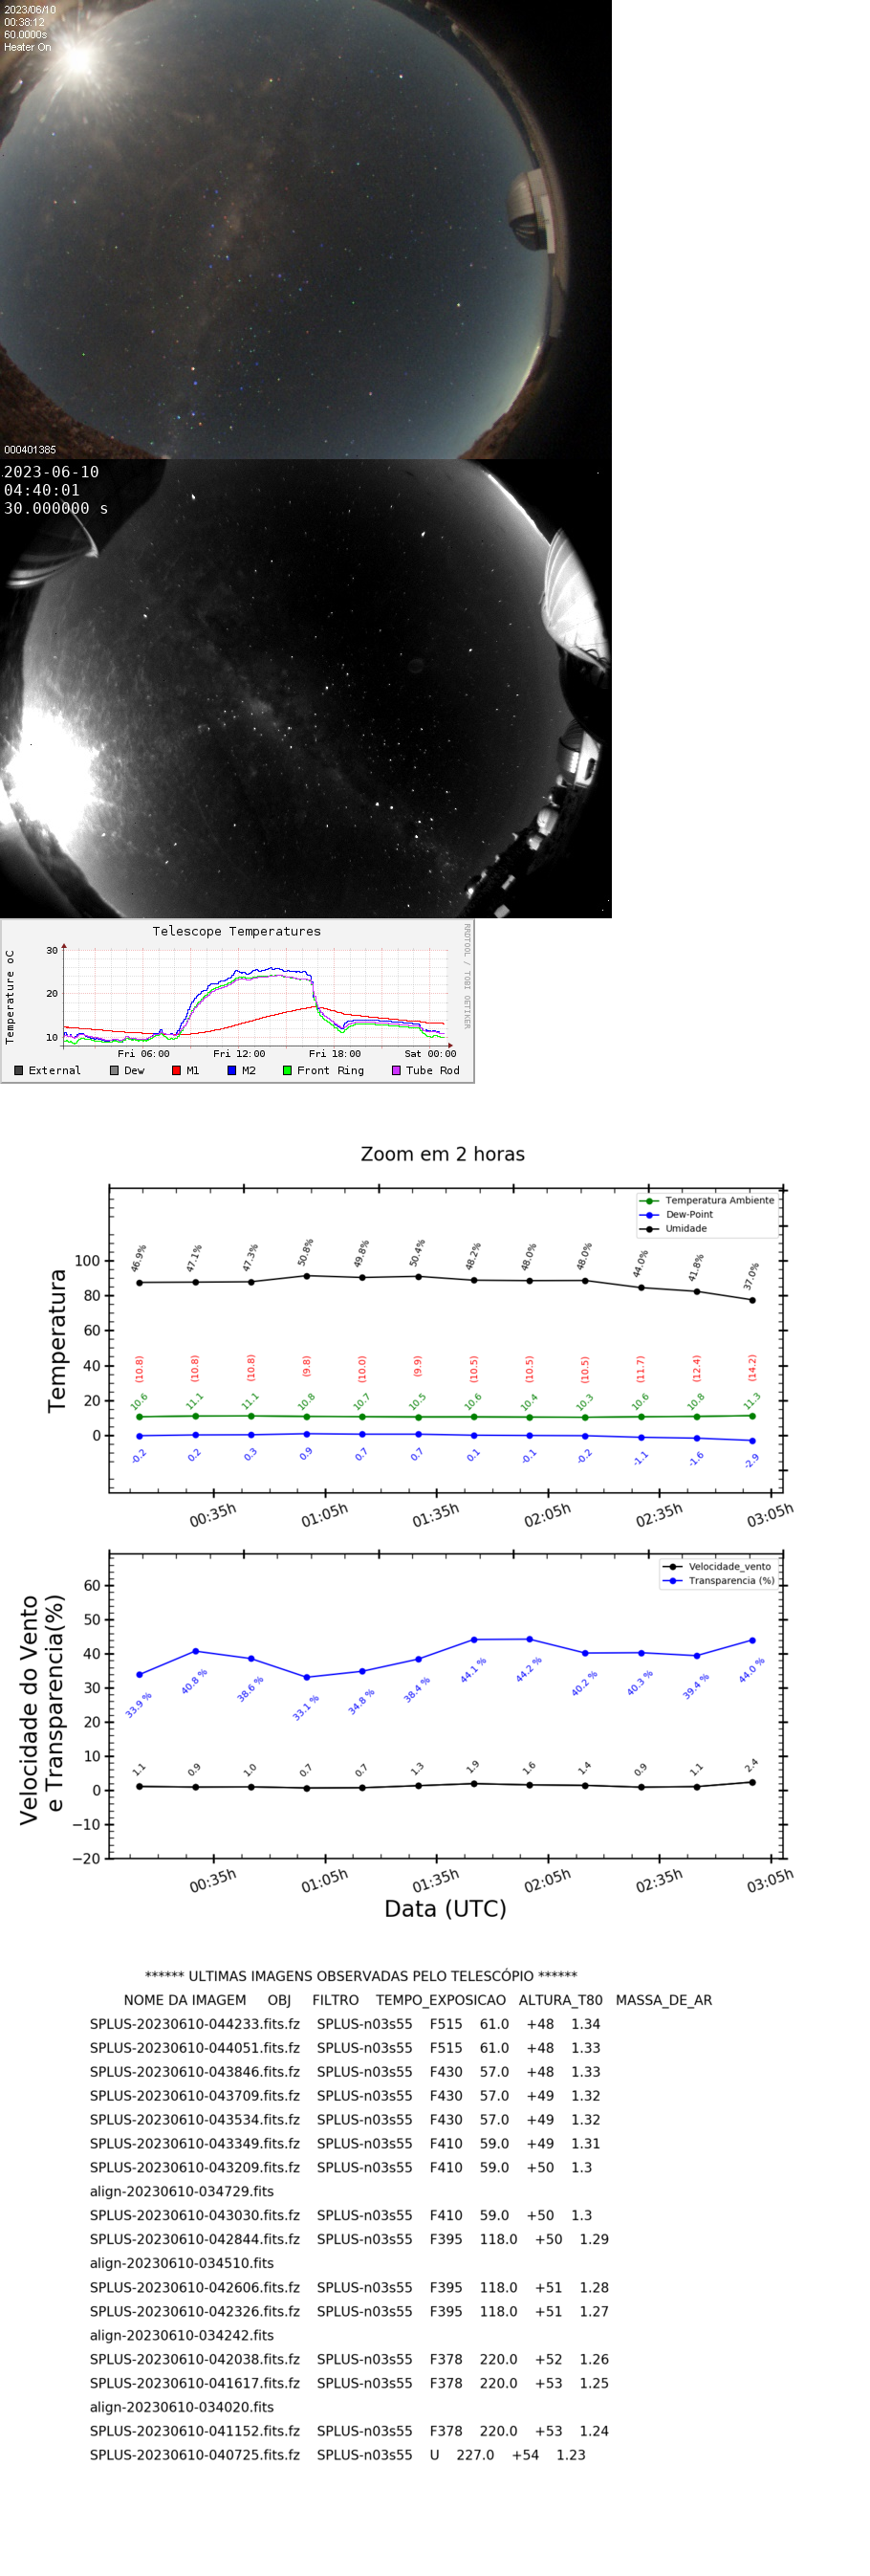 2023/06/10
00:38:12
60.0000s
Heater On
000401385
2023-06-10
04:40:01
30.000000 s
Telescope Temperatures
RRDTOOL / TOBI OETIKER
Temperature oC
30
20
10
Fri 06:00 Fri 12:00 Fri 18:00 Sat 00:00
External Dew M1 M2 Front Ring Tube Rod
Zoom em 2 horas
Temperatura Ambiente
Dew-Point
Umidade
Temperatura
100
80
60
40
20
0
46.9% 47.1% 47.3% 50.8% 49.8% 50.4% 48.2% 48.0% 48.0% 44.0% 41.8% 37.0%
(10.8) (10.8) (10.8) (9.8) (10.0) (9.9) (10.5) (10.5) (10.5) (11.7) (12.4) (14.2)
10.6 11.1 11.1 10.8 10.7 10.5 10.6 10.4 10.3 10.6 10.8 11.3
-0.2 0.2 0.3 0.9 0.7 0.7 0.1 -0.1 -0.2 -1.1 -1.6 -2.9
00:35h 01:05h 01:35h 02:05h 02:35h 03:05h
Velocidade_vento
Transparencia (%)
Velocidade do Vento
e Transparencia(%)
60
50
40
30
20
10
0
−10
−20
33.9 % 40.8 % 38.6 % 33.1 % 34.8 % 38.4 % 44.1 % 44.2 % 40.2 % 40.3 % 39.4 % 44.0 %
1.1 0.9 1.0 0.7 0.7 1.3 1.9 1.6 1.4 0.9 1.1 2.4
00:35h 01:05h 01:35h 02:05h 02:35h 03:05h
Data (UTC)
****** ULTIMAS IMAGENS OBSERVADAS PELO TELESCÓPIO ******
NOME DA IMAGEM OBJ FILTRO TEMPO_EXPOSICAO ALTURA_T80 MASSA_DE_AR
SPLUS-20230610-044233.fits.fz SPLUS-n03s55 F515 61.0 +48 1.34
SPLUS-20230610-044051.fits.fz SPLUS-n03s55 F515 61.0 +48 1.33
SPLUS-20230610-043846.fits.fz SPLUS-n03s55 F430 57.0 +48 1.33
SPLUS-20230610-043709.fits.fz SPLUS-n03s55 F430 57.0 +49 1.32
SPLUS-20230610-043534.fits.fz SPLUS-n03s55 F430 57.0 +49 1.32
SPLUS-20230610-043349.fits.fz SPLUS-n03s55 F410 59.0 +49 1.31
SPLUS-20230610-043209.fits.fz SPLUS-n03s55 F410 59.0 +50 1.3
align-20230610-034729.fits
SPLUS-20230610-043030.fits.fz SPLUS-n03s55 F410 59.0 +50 1.3
SPLUS-20230610-042844.fits.fz SPLUS-n03s55 F395 118.0 +50 1.29
align-20230610-034510.fits
SPLUS-20230610-042606.fits.fz SPLUS-n03s55 F395 118.0 +51 1.28
SPLUS-20230610-042326.fits.fz SPLUS-n03s55 F395 118.0 +51 1.27
align-20230610-034242.fits
SPLUS-20230610-042038.fits.fz SPLUS-n03s55 F378 220.0 +52 1.26
SPLUS-20230610-041617.fits.fz SPLUS-n03s55 F378 220.0 +53 1.25
align-20230610-034020.fits
SPLUS-20230610-041152.fits.fz SPLUS-n03s55 F378 220.0 +53 1.24
SPLUS-20230610-040725.fits.fz SPLUS-n03s55 U 227.0 +54 1.23